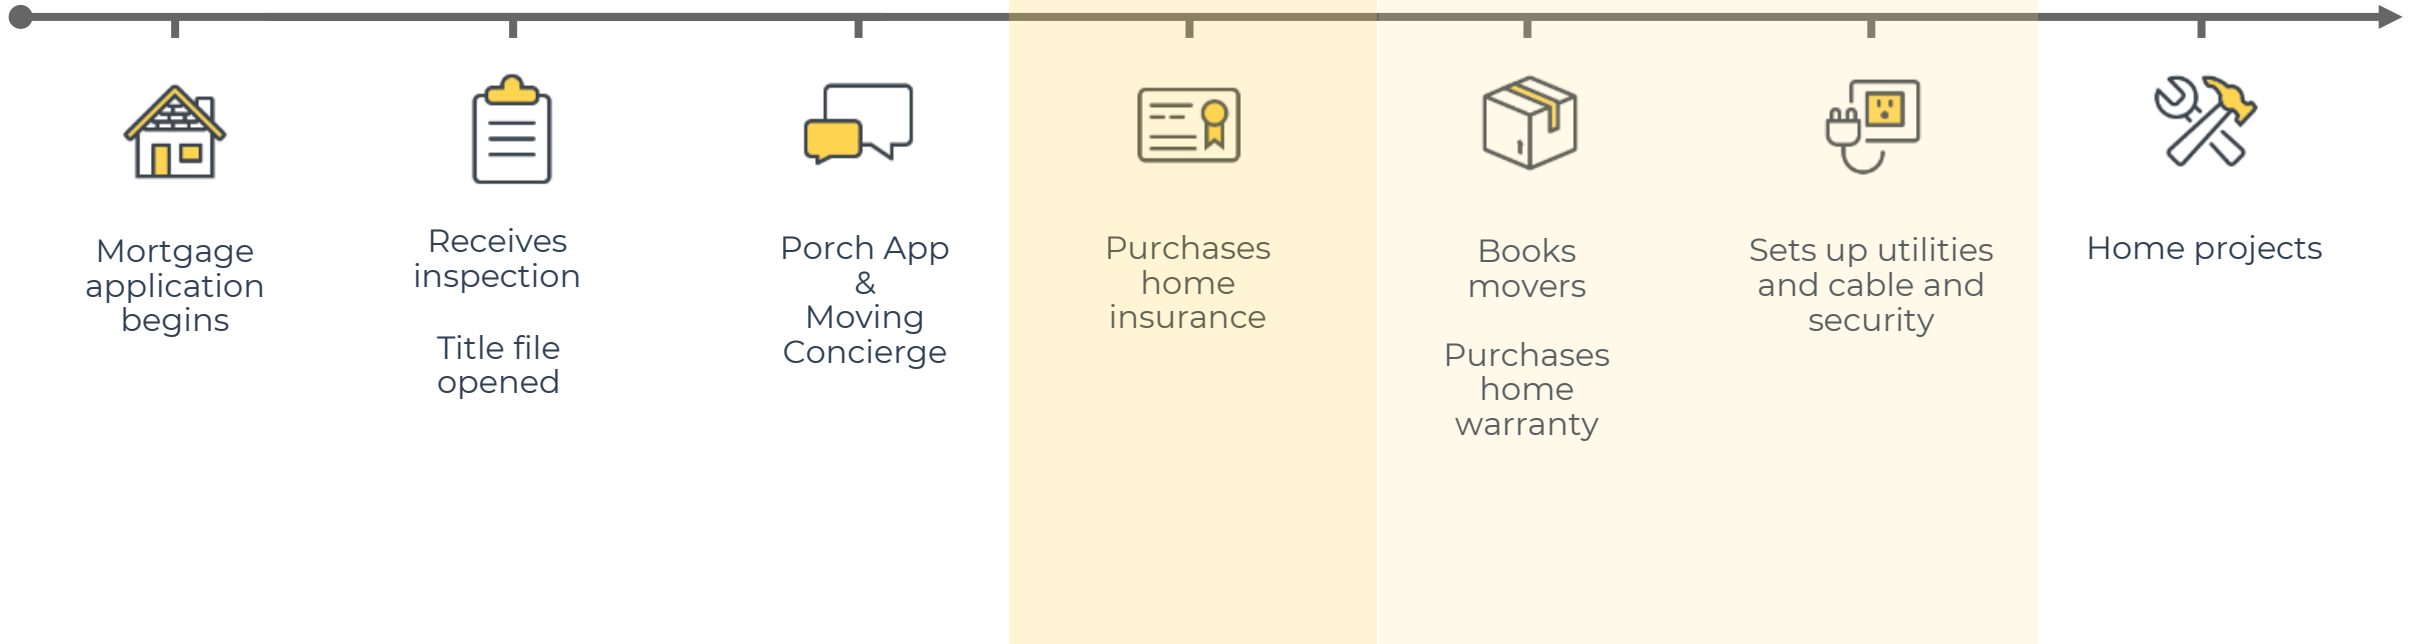 Mortgage
application
begins
Receives
inspection
Title file
opened
Porch App
&
Moving
Concierge
Purchases
home
insurance
Books
movers
Purchases
home
warranty
Sets up utilities
and cable and
security
Home projects